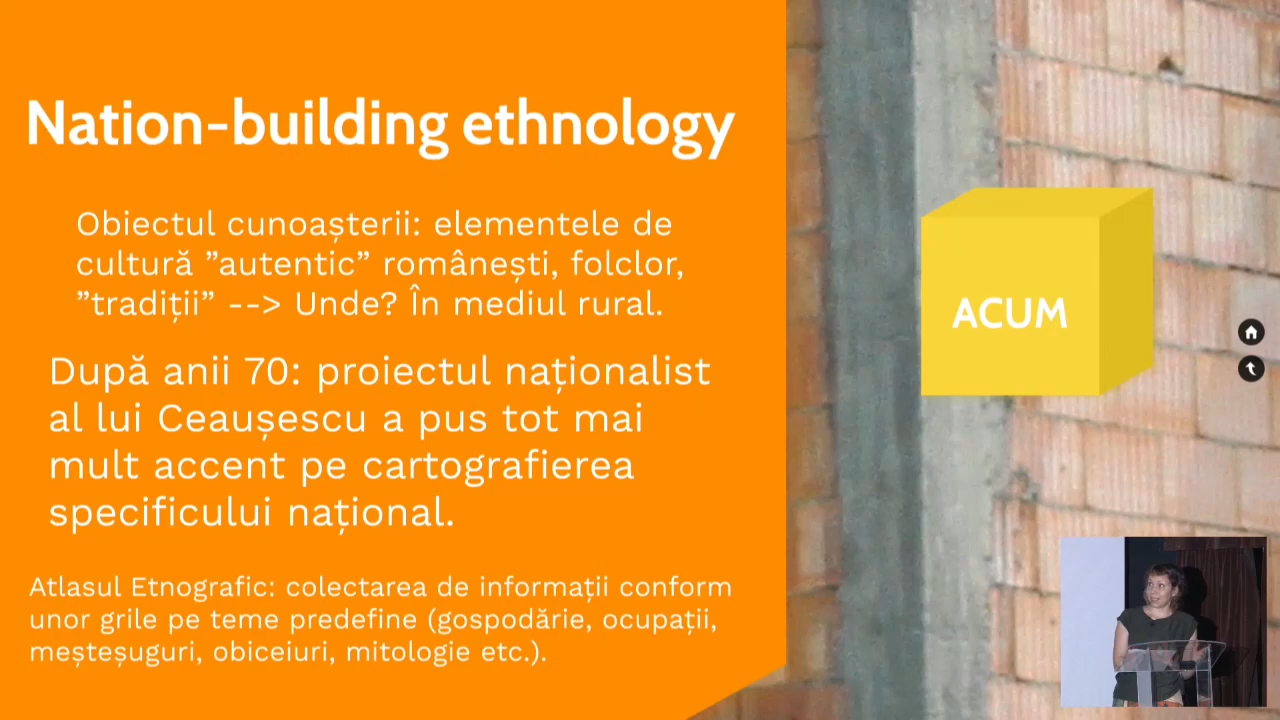 Nation-building ethnology
Obiectul cunoașterii: elementele de
cultură ”autentic” românești, folclor,
”tradiții” --> Unde? În mediul rural.
După anii 70: proiectul naționalist
al lui Ceaușescu a pus tot mai
mult accent pe cartografierea
specificului național.
Atlasul Etnografic: colectarea de informații conform
unor grile pe teme predefine (gospodărie, ocupații,
meșteșuguri, obiceiuri, mitologie etc.).
ACUM